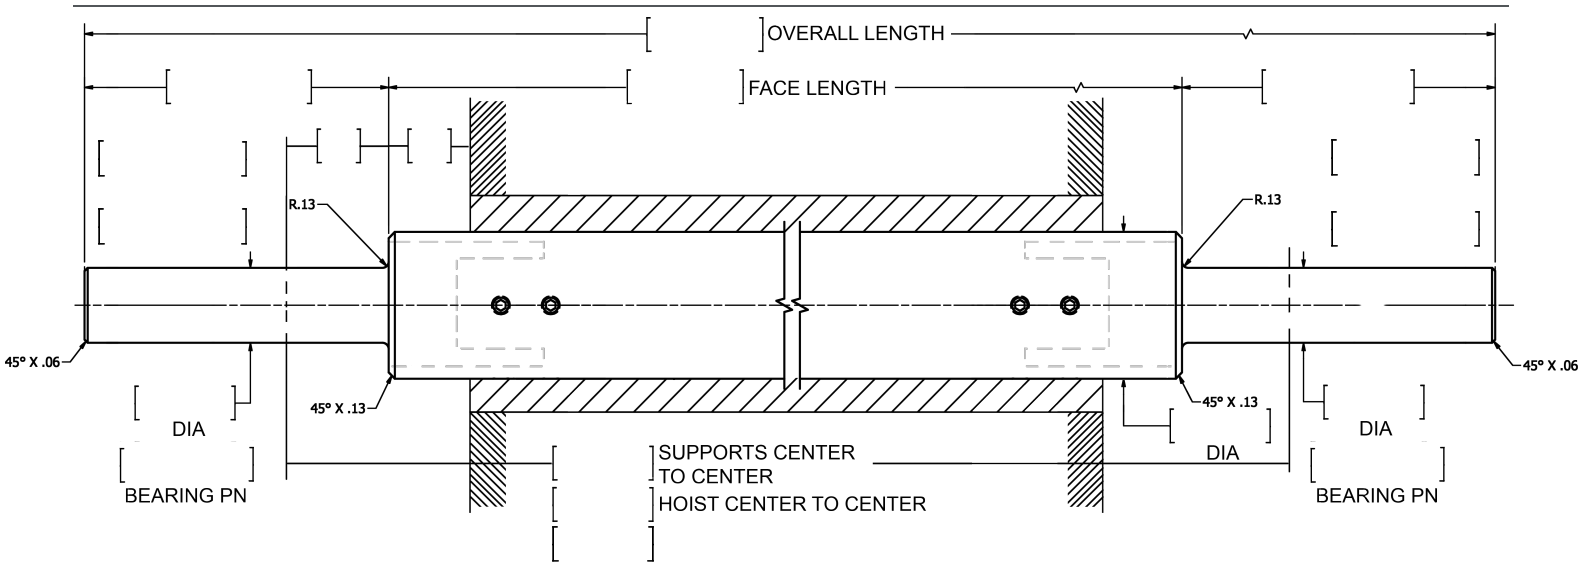 OVERALL LENGTH
FACE LENGTH
R.13
R.13
45° X .06
45° X .06
45° X .13
45° X .13
DIA
DIA
DIA
SUPPORTS CENTER
TO CENTER
BEARING PN
BEARING PN
HOIST CENTER TO CENTER